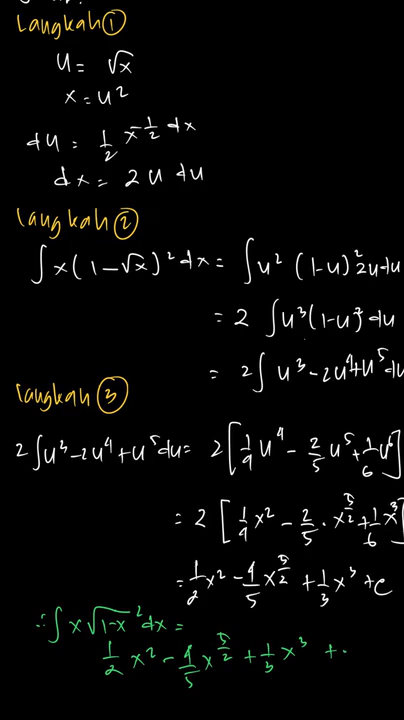 Langkah ①
u = √x
x = u²
du = 1/2 x^(-1/2) dx
dx = 2u du
Langkah ②
∫x(1-√x)² dx = ∫u² (1-u)² 2u du
= 2 ∫u³(1-u)² du
= 2∫ u³ - 2u⁴ + u⁵ du
Langkah ③
2∫u³ - 2u⁴ + u⁵ du = 2[1/4 u⁴ - 2/5 u⁵ + 1/6 u⁶
= 2 [1/4 x² - 2/5 · x^(5/2) + 1/6 x³]
= 1/2 x² - 4/5 x^(5/2) + 1/3 x³ + C
∴ ∫x√1-x² dx =
1/2 x² - 4/5 x^(5/2) + 1/3 x³ +